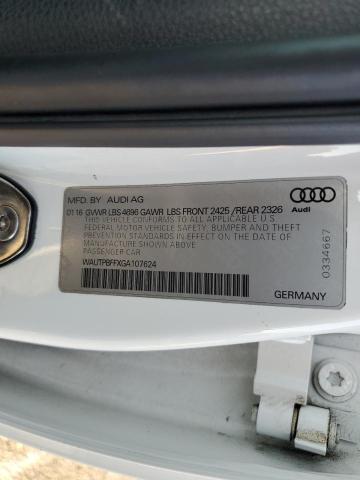 MFD. BY AUDI AG
01 16 GVWR LBS 4696 GAWR LBS FRONT 2425 /REAR 2326
THIS VEHICLE CONFORMS TO ALL APPLICABLE U.S.
FEDERAL MOTOR VEHICLE SAFETY, BUMPER AND THEFT
PREVENTION STANDARDS IN EFFECT ON THE DATE OF
MANUFACTURE SHOWN ABOVE.
PASSENGER CAR
WAUTPBFFXGA107624
Audi
0334667
GERMANY